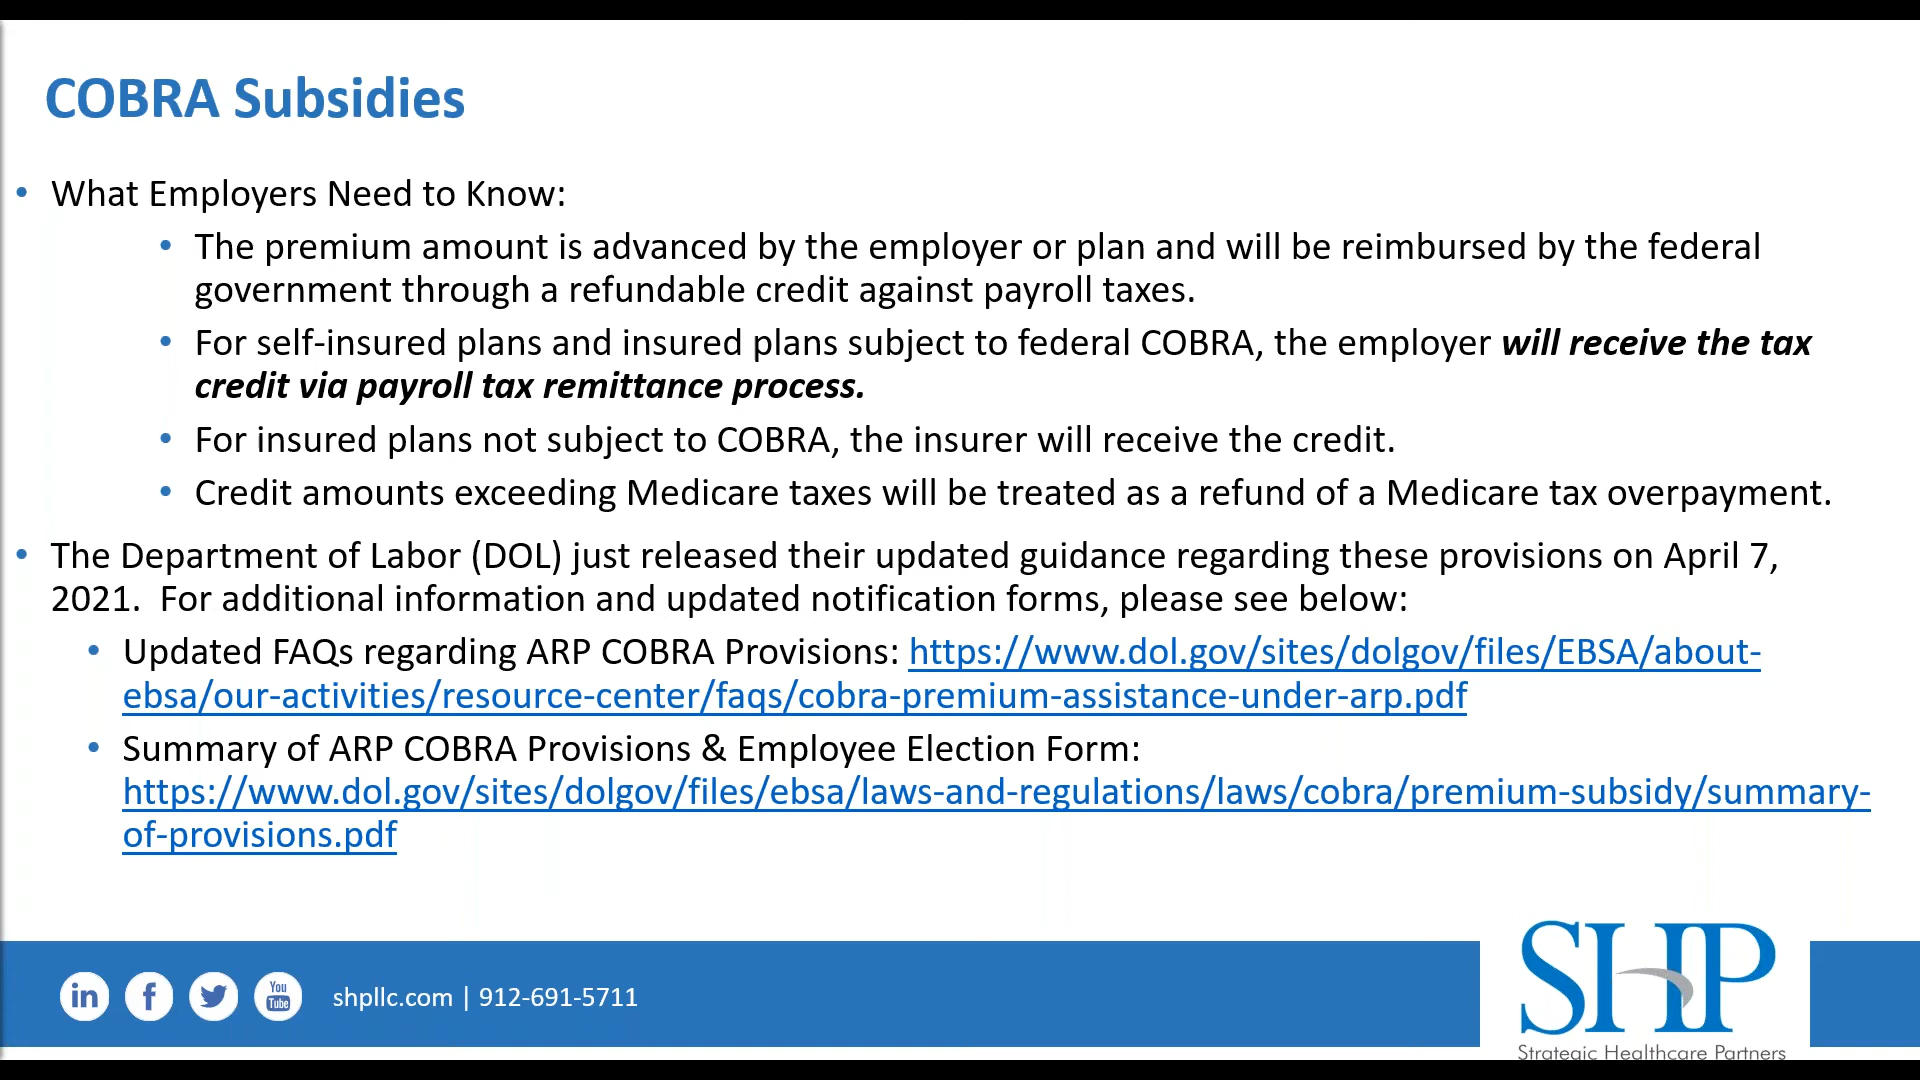 COBRA Subsidies
• What Employers Need to Know:
• The premium amount is advanced by the employer or plan and will be reimbursed by the federal
government through a refundable credit against payroll taxes.
• For self-insured plans and insured plans subject to federal COBRA, the employer will receive the tax
credit via payroll tax remittance process.
• For insured plans not subject to COBRA, the insurer will receive the credit.
• Credit amounts exceeding Medicare taxes will be treated as a refund of a Medicare tax overpayment.
• The Department of Labor (DOL) just released their updated guidance regarding these provisions on April 7,
2021.  For additional information and updated notification forms, please see below:
• Updated FAQs regarding ARP COBRA Provisions: https://www.dol.gov/sites/dolgov/files/EBSA/about-
ebsa/our-activities/resource-center/faqs/cobra-premium-assistance-under-arp.pdf
• Summary of ARP COBRA Provisions & Employee Election Form:
https://www.dol.gov/sites/dolgov/files/ebsa/laws-and-regulations/laws/cobra/premium-subsidy/summary-
of-provisions.pdf
in f You Tube shpllc.com | 912-691-5711
SHP
Strategic Healthcare Partners